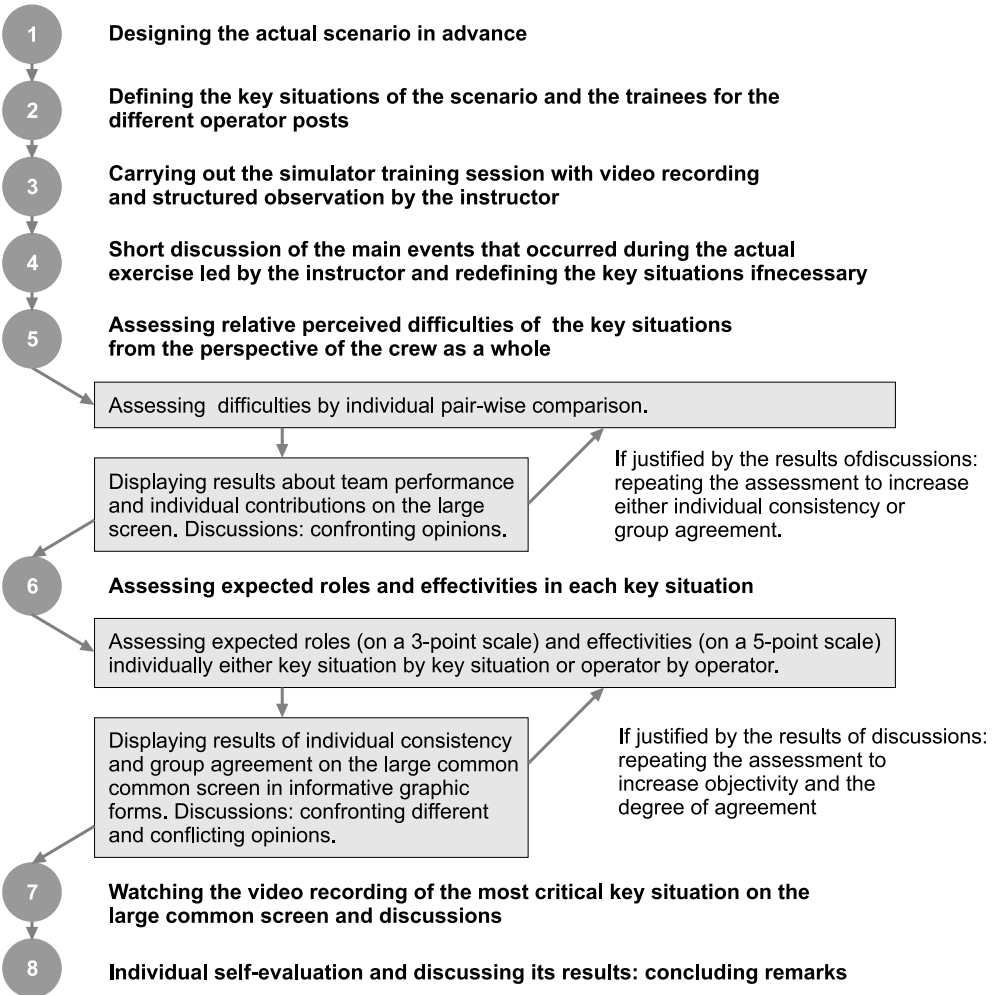 1
Designing the actual scenario in advance
2
Defining the key situations of the scenario and the trainees for the
different operator posts
3
Carrying out the simulator training session with video recording
and structured observation by the instructor
4
Short discussion of the main events that occurred during the actual
exercise led by the instructor and redefining the key situations ifnecessary
5
Assessing relative perceived difficulties of the key situations
from the perspective of the crew as a whole
Assessing difficulties by individual pair-wise comparison.
Displaying results about team performance
and individual contributions on the large
screen. Discussions: confronting opinions.
If justified by the results ofdiscussions:
repeating the assessment to increase
either individual consistency or
group agreement.
6
Assessing expected roles and effectivities in each key situation
Assessing expected roles (on a 3-point scale) and effectivities (on a 5-point scale)
individually either key situation by key situation or operator by operator.
Displaying results of individual consistency
and group agreement on the large common
common screen in informative graphic
forms. Discussions: confronting different
and conflicting opinions.
If justified by the results of discussions:
repeating the assessment to
increase objectivity and the
degree of agreement
7
Watching the video recording of the most critical key situation on the
large common screen and discussions
8
Individual self-evaluation and discussing its results: concluding remarks